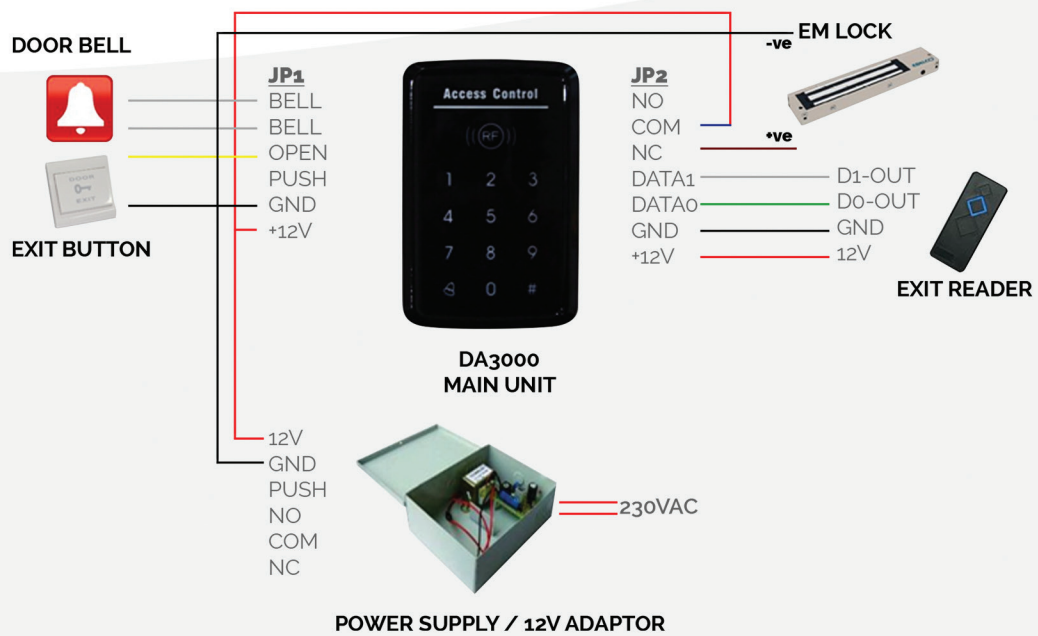 DOOR BELL
EXIT BUTTON
DOOR
EXIT
JP1
BELL
BELL
OPEN
PUSH
GND
+12V
Access Control
((RF))
1 2 3
4 5 6
7 8 9
0 #
DA3000
MAIN UNIT
JP2
NO
COM
NC
DATA1
DATA0
GND
+12V
-ve
EM LOCK
+ve
D1-OUT
D0-OUT
GND
12V
EXIT READER
12V
GND
PUSH
NO
COM
NC
230VAC
POWER SUPPLY / 12V ADAPTOR